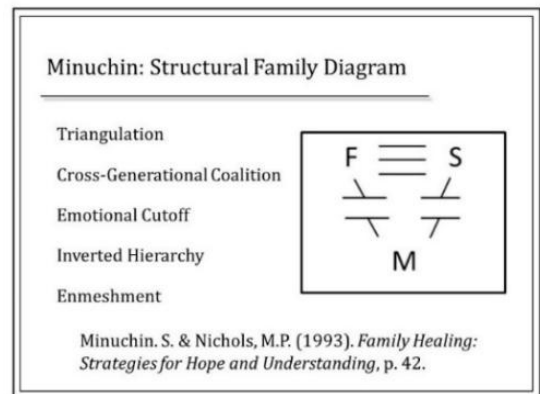 Minuchin: Structural Family Diagram
Triangulation
Cross-Generational Coalition
Emotional Cutoff
Inverted Hierarchy
Enmeshment
F S
M
Minuchin. S. & Nichols, M.P. (1993). Family Healing:
Strategies for Hope and Understanding, p. 42.